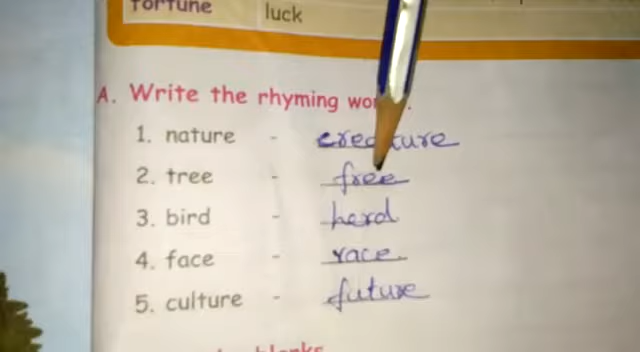 fortune luck
A. Write the rhyming wo
1. nature - creature
2. tree - free
3. bird - herd
4. face - race
5. culture - future
blanks